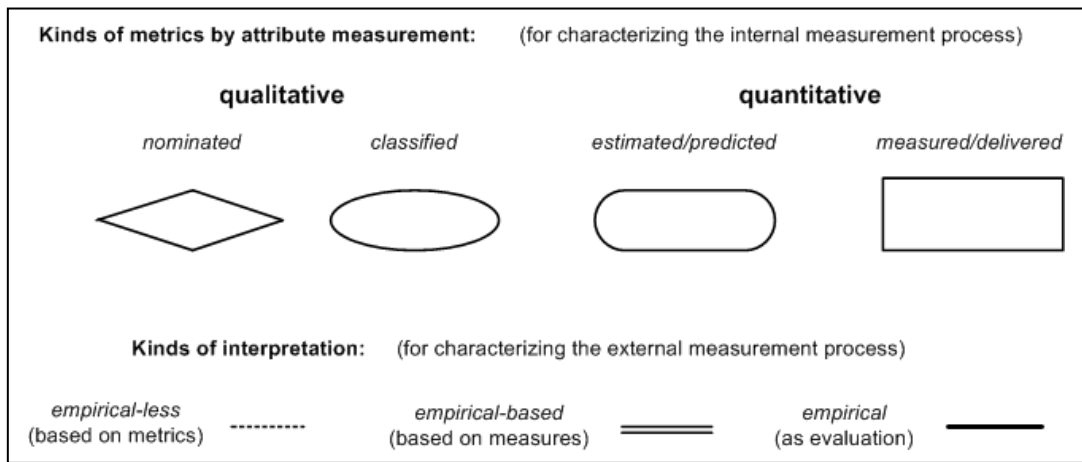 Kinds of metrics by attribute measurement: (for characterizing the internal measurement process)
qualitative quantitative
nominated classified estimated/predicted measured/delivered
Kinds of interpretation: (for characterizing the external measurement process)
empirical-less empirical-based empirical
(based on metrics) (based on measures) (as evaluation)